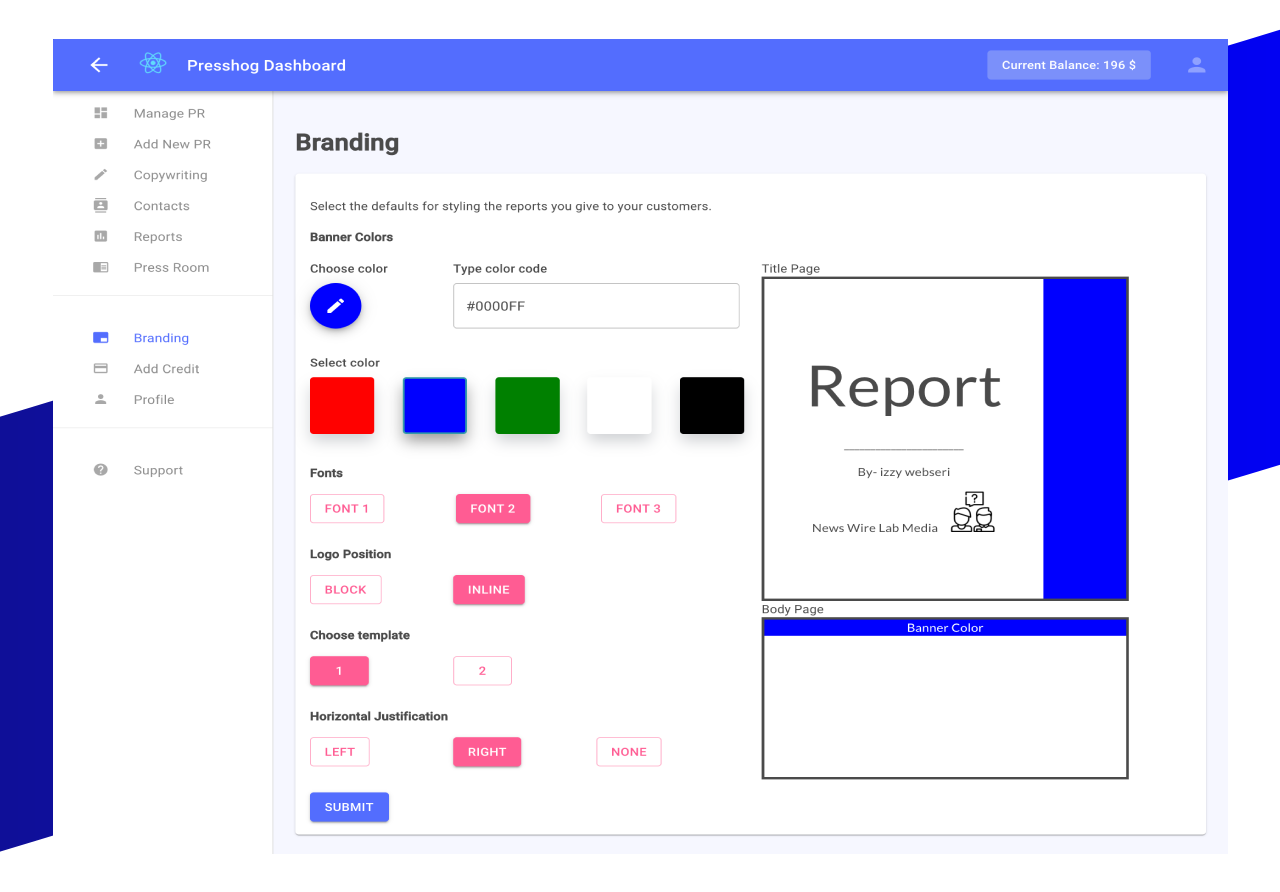 Presshog Dashboard
Current Balance: 196 $
Manage PR
Add New PR
Copywriting
Contacts
Reports
Press Room
Branding
Add Credit
Profile
Support
Branding
Select the defaults for styling the reports you give to your customers.
Banner Colors
Choose color
Type color code
#0000FF
Select color
Fonts
FONT 1
FONT 2
FONT 3
Logo Position
BLOCK
INLINE
Choose template
1
2
Horizontal Justification
LEFT
RIGHT
NONE
SUBMIT
Title Page
Report
By- izzy webseri
?
News Wire Lab Media
Body Page
Banner Color